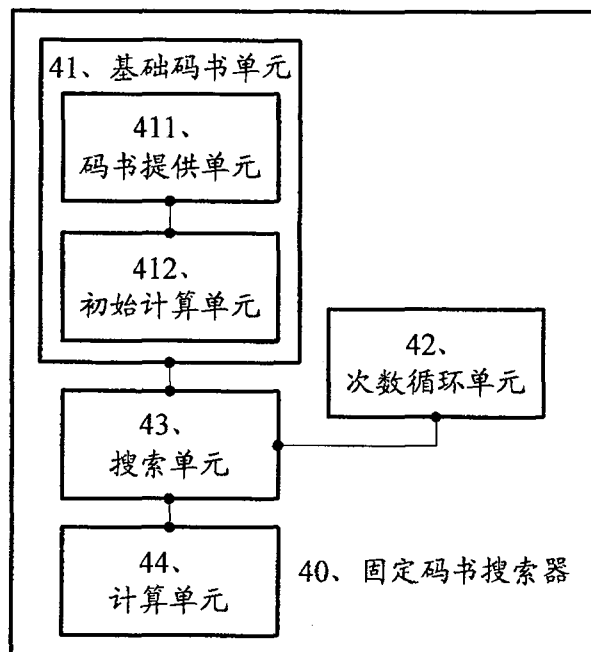 41、基础码书单元
411、
码书提供单元
412、
初始计算单元
42、
次数循环单元
43、
搜索单元
44、
计算单元
40、固定码书搜索器